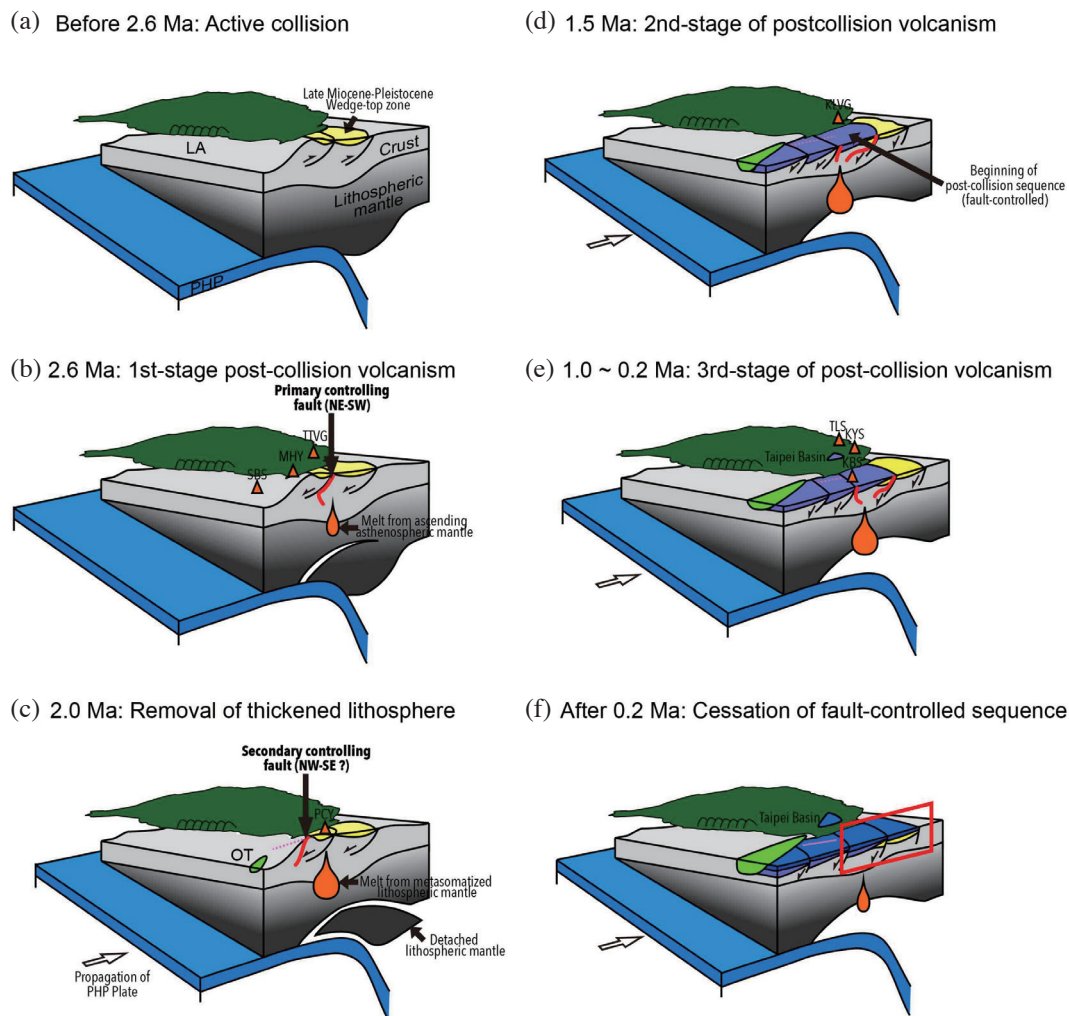 (a) Before 2.6 Ma: Active collision
Late Miocene-Pleistocene
Wedge-top zone
LA
Crust
Lithospheric
mantle
PHP
(b) 2.6 Ma: 1st-stage post-collision volcanism
Primary controlling
fault (NE-SW)
TTVG
MHY
SBS
Melt from ascending
asthenospheric mantle
(c) 2.0 Ma: Removal of thickened lithosphere
Secondary controlling
fault (NW-SE ?)
PCY
OT
Melt from metasomatized
lithospheric mantle
Detached
lithospheric mantle
Propagation of
PHP Plate
(d) 1.5 Ma: 2nd-stage of postcollision volcanism
KLVG
Beginning of
post-collision sequence
(fault-controlled)
(e) 1.0 ~ 0.2 Ma: 3rd-stage of post-collision volcanism
TLS
KYS
Taipei Basin
KBS
(f) After 0.2 Ma: Cessation of fault-controlled sequence
Taipei Basin